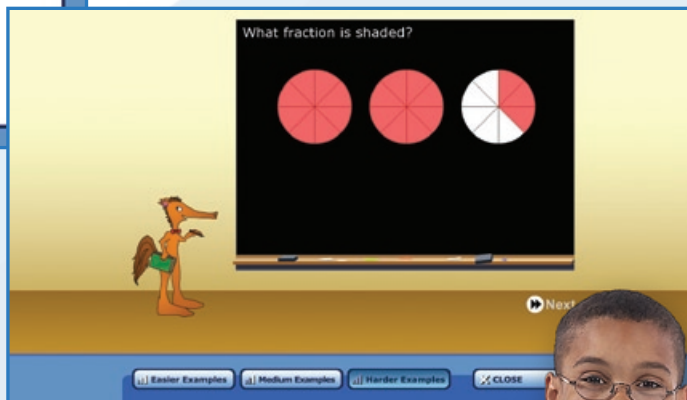 What fraction is shaded?
Next
Easier Examples
Medium Examples
Harder Examples
CLOSE